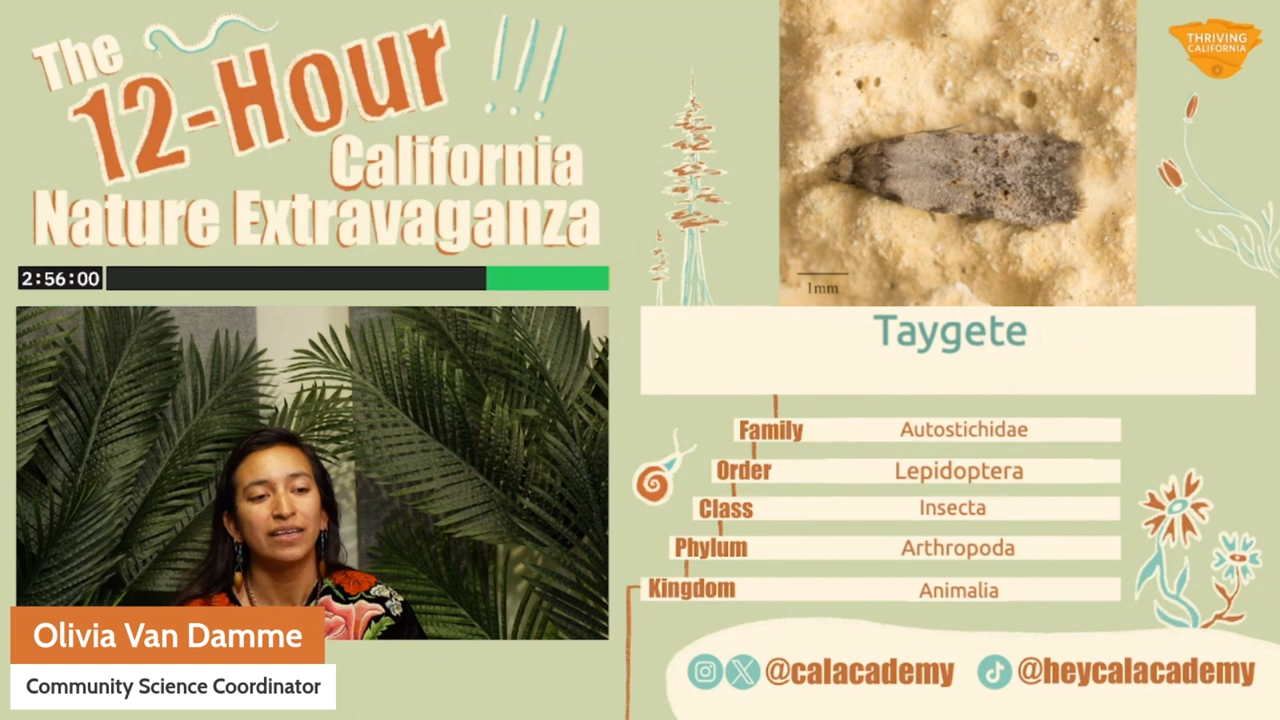 The
12-Hour
!!!
California
Nature Extravaganza
2:56:00
Olivia Van Damme
Community Science Coordinator
1mm
THRIVING
CALIFORNIA
Taygete
Family Autostichidae
Order Lepidoptera
Class Insecta
Phylum Arthropoda
Kingdom Animalia
@calacademy @heycalacademy